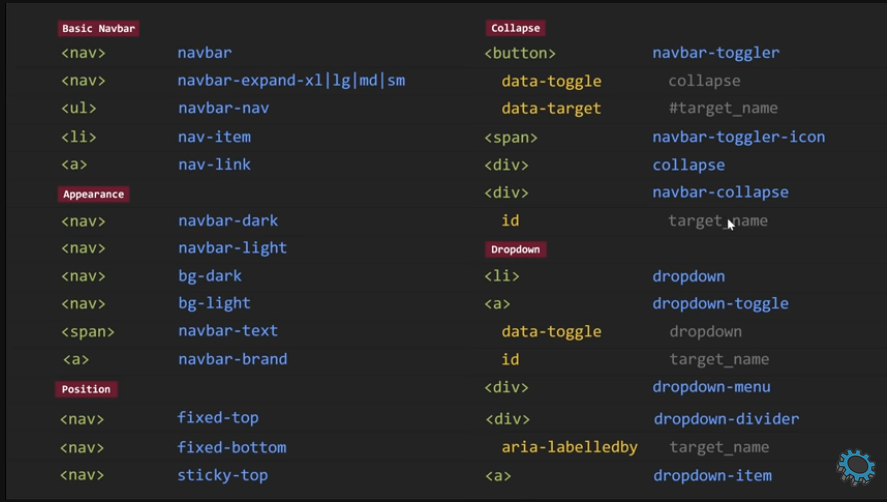 Basic Navbar
<nav> navbar
<nav> navbar-expand-xl|lg|md|sm
<ul> navbar-nav
<li> nav-item
<a> nav-link
Appearance
<nav> navbar-dark
<nav> navbar-light
<nav> bg-dark
<nav> bg-light
<span> navbar-text
<a> navbar-brand
Position
<nav> fixed-top
<nav> fixed-bottom
<nav> sticky-top
Collapse
<button> navbar-toggler
data-toggle collapse
data-target #target_name
<span> navbar-toggler-icon
<div> collapse
<div> navbar-collapse
id target_name
Dropdown
<li> dropdown
<a> dropdown-toggle
data-toggle dropdown
id target_name
<div> dropdown-menu
<div> dropdown-divider
aria-labelledby target_name
<a> dropdown-item